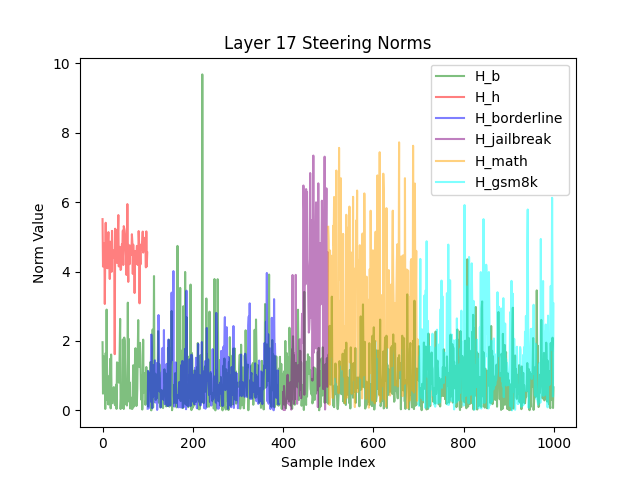 Layer 17 Steering Norms
10
8
6
4
2
0
Norm Value
H_b
H_h
H_borderline
H_jailbreak
H_math
H_gsm8k
0 200 400 600 800 1000
Sample Index